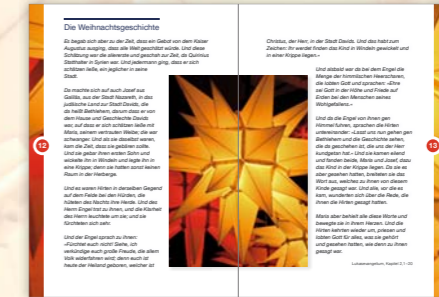 Die Weihnachtsgeschichte
Es begab sich aber zu der Zeit, dass ein Gebot von dem Kaiser
Augustus ausging, dass alle Welt geschätzt würde. Und diese
Schätzung war die allererste und geschah zur Zeit, da Quirinius
Statthalter in Syrien war. Und jedermann ging, dass er sich
schätzen ließe, ein jeglicher in seine
Stadt.
Da machte sich auf auch Josef aus
Galiläa, aus der Stadt Nazareth, in das
jüdische Land zur Stadt Davids, die
da heißt Bethlehem, darum dass er von
dem Hause und Geschlechte Davids
war, auf dass er sich schätzen ließe mit
Maria, seinem vertrauten Weibe; die war
schwanger. Und als sie daselbst waren,
kam die Zeit, dass sie gebären sollte.
Und sie gebar ihren ersten Sohn und
wickelte ihn in Windeln und legte ihn in
eine Krippe; denn sie hatten sonst keinen
Raum in der Herberge.
Und es waren Hirten in derselben Gegend
auf dem Felde bei den Hürden, die
hüteten des Nachts ihre Herde. Und des
Herrn Engel trat zu ihnen, und die Klarheit
des Herrn leuchtete um sie; und sie
fürchteten sich sehr.
Und der Engel sprach zu ihnen:
«Fürchtet euch nicht! Siehe, ich
verkündige euch große Freude, die allem
Volk widerfahren wird; denn euch ist
heute der Heiland geboren, welcher ist
12
Christus, der Herr, in der Stadt Davids. Und das habt zum
Zeichen: Ihr werdet finden das Kind in Windeln gewickelt und
in einer Krippe liegen.»
Und alsbald war da bei dem Engel die
Menge der himmlischen Heerscharen,
die lobten Gott und sprachen: «Ehre
sei Gott in der Höhe und Friede auf
Erden bei den Menschen seines
Wohlgefallens.»
Und da die Engel von ihnen gen
Himmel fuhren, sprachen die Hirten
untereinander: «Lasst uns nun gehen gen
Bethlehem und die Geschichte sehen,
die da geschehen ist, die uns der Herr
kundgetan hat.» Und sie kamen eilend
und fanden beide, Maria und Josef, dazu
das Kind in der Krippe liegen. Da sie es
aber gesehen hatten, breiteten sie das
Wort aus, welches zu ihnen von diesem
Kinde gesagt war. Und alle, vor die es
kam, wunderten sich über die Rede, die
ihnen die Hirten gesagt hatten.
Maria aber behielt alle diese Worte und
bewegte sie in ihrem Herzen. Und die
Hirten kehrten wieder um, priesen und
lobten Gott für alles, was sie gehört
und gesehen hatten, wie denn zu ihnen
gesagt war.
Lukasevangelium, Kapitel 2,1–20
13